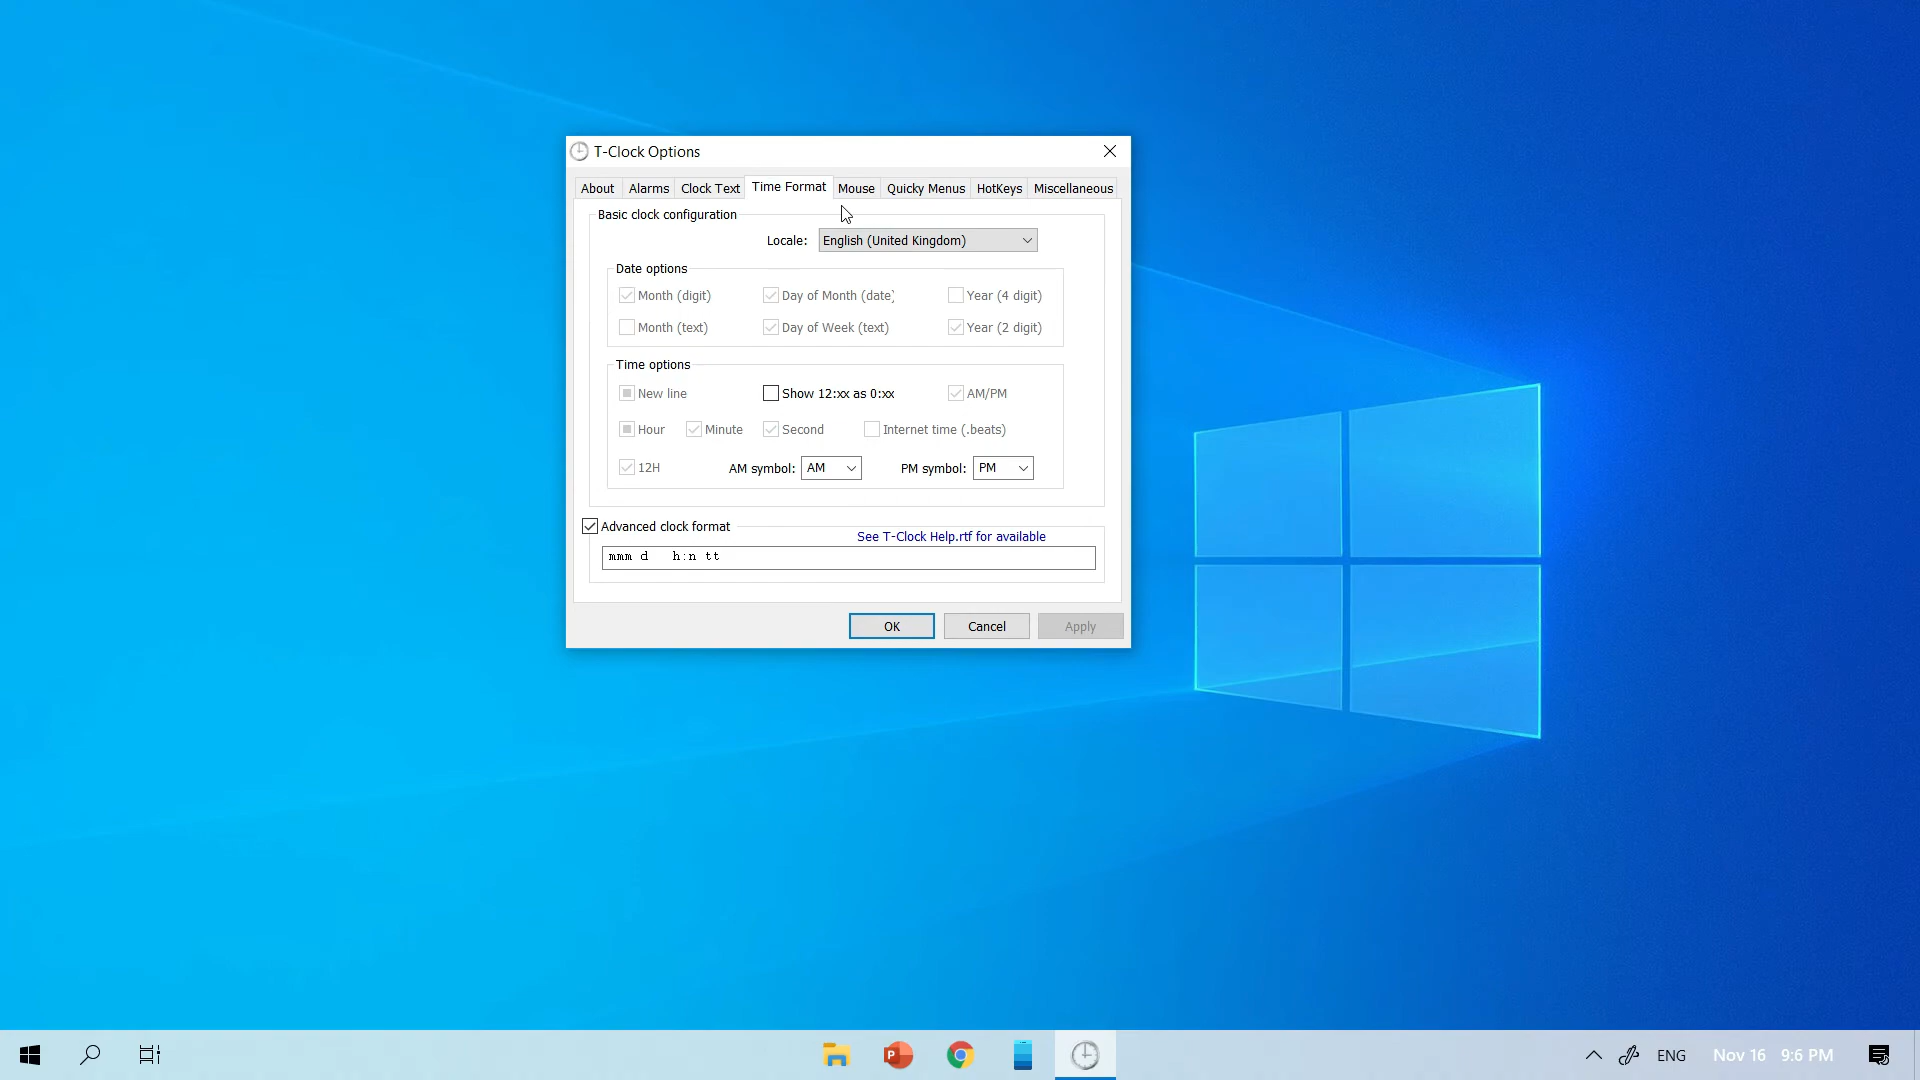 T-Clock Options
About Alarms Clock Text Time Format Mouse Quicky Menus HotKeys Miscellaneous
Basic clock configuration
Locale: English (United Kingdom)
Date options
Month (digit) Day of Month (date) Year (4 digit)
Month (text) Day of Week (text) Year (2 digit)
Time options
New line Show 12:xx as 0:xx AM/PM
Hour Minute Second Internet time (.beats)
12H AM symbol: AM PM symbol: PM
Advanced clock format
See T-Clock Help.rtf for available
mmm d   h:n tt
OK Cancel Apply
P ENG Nov 16 9:6 PM